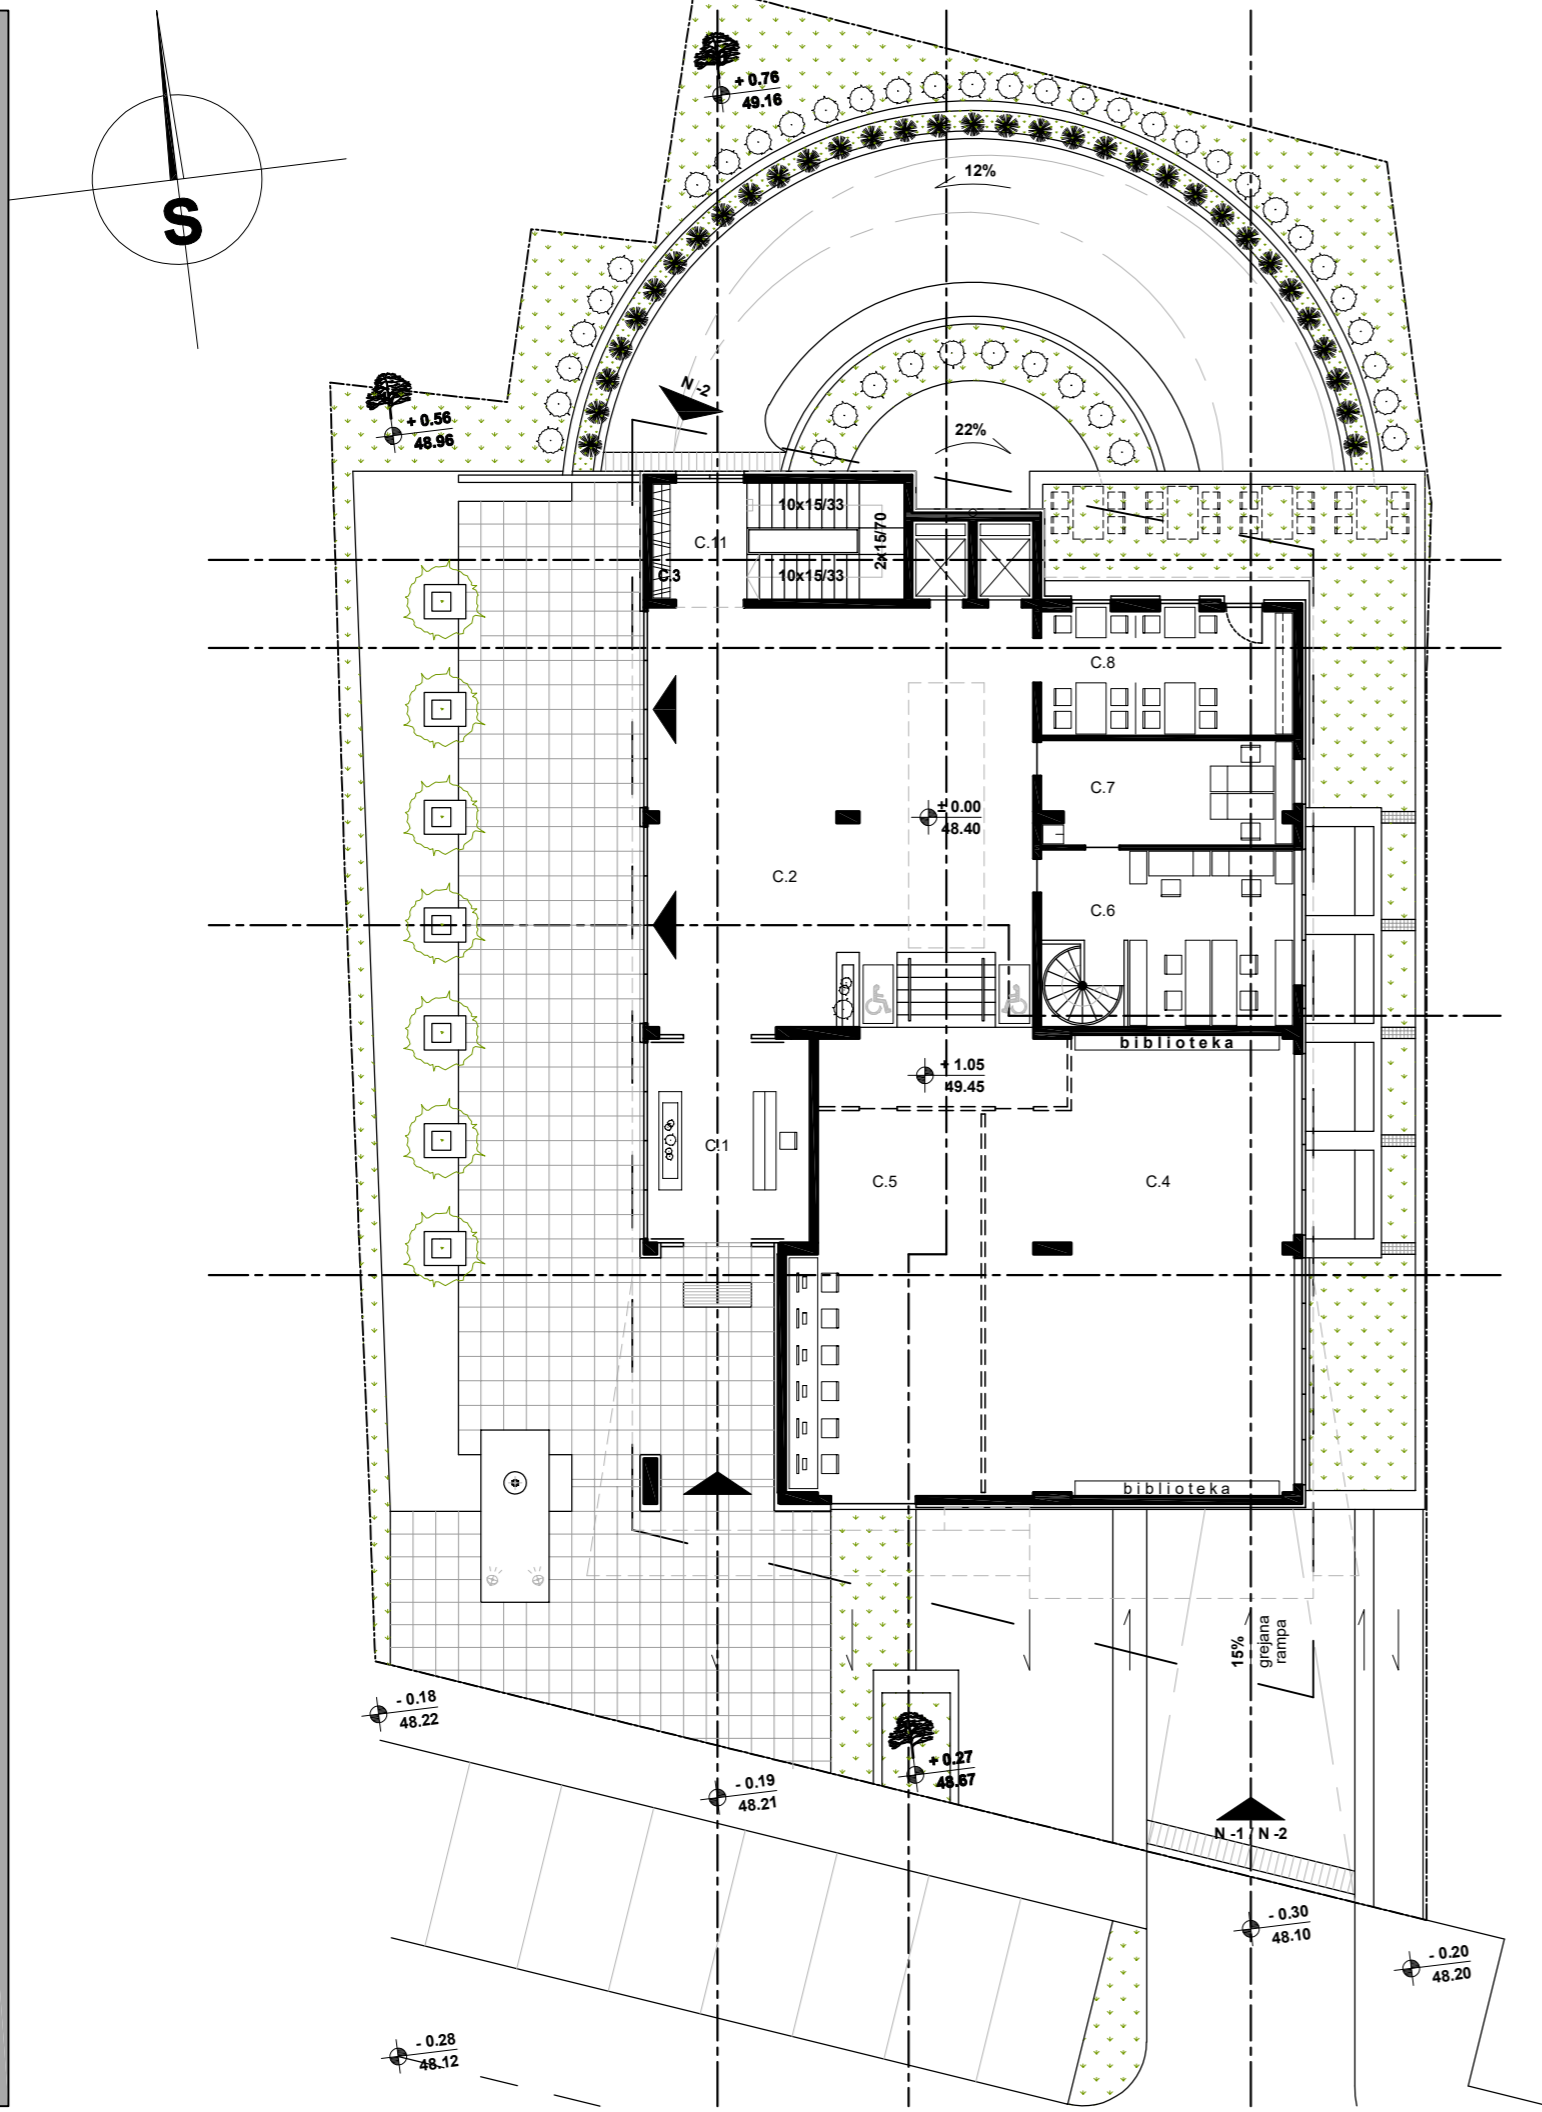 + 0.76
49.16
S
12%
N -2
+ 0.56
48.96
22%
10x15/33
2x15/70
C.11
C.3
10x15/33
C.8
C.7
± 0.00
48.40
C.2
C.6
biblioteka
+ 1.05
49.45
C.1
C.5
C.4
biblioteka
15%
grejana
rampa
- 0.18
48.22
+ 0.27
48.67
- 0.19
48.21
N -1 / N -2
- 0.30
48.10
- 0.20
48.20
- 0.28
48.12